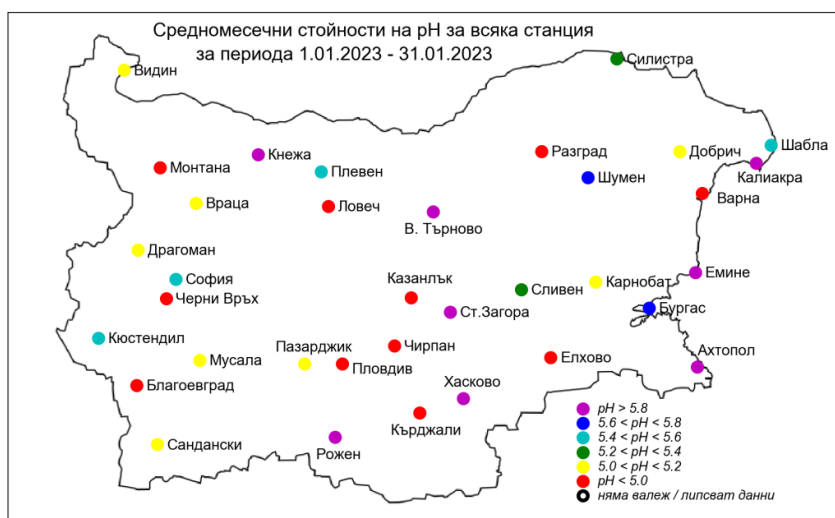 Средномесечни стойности на pH за всяка станция
за периода 1.01.2023 - 31.01.2023
Видин
Силистра
Монтана
Кнежа
Плевен
Разград
Шумен
Добрич
Шабла
Калиакра
Враца
Ловеч
В. Търново
Варна
Драгоман
София
Черни Връх
Казанлък
Ст.Загора
Сливен
Карнобат
Емине
Бургас
Кюстендил
Мусала
Пазарджик
Пловдив
Чирпан
Елхово
Ахтопол
Благоевград
Хасково
Кърджали
Сандански
Рожен
pH > 5.8
5.6 < pH < 5.8
5.4 < pH < 5.6
5.2 < pH < 5.4
5.0 < pH < 5.2
pH < 5.0
няма валеж / липсват данни